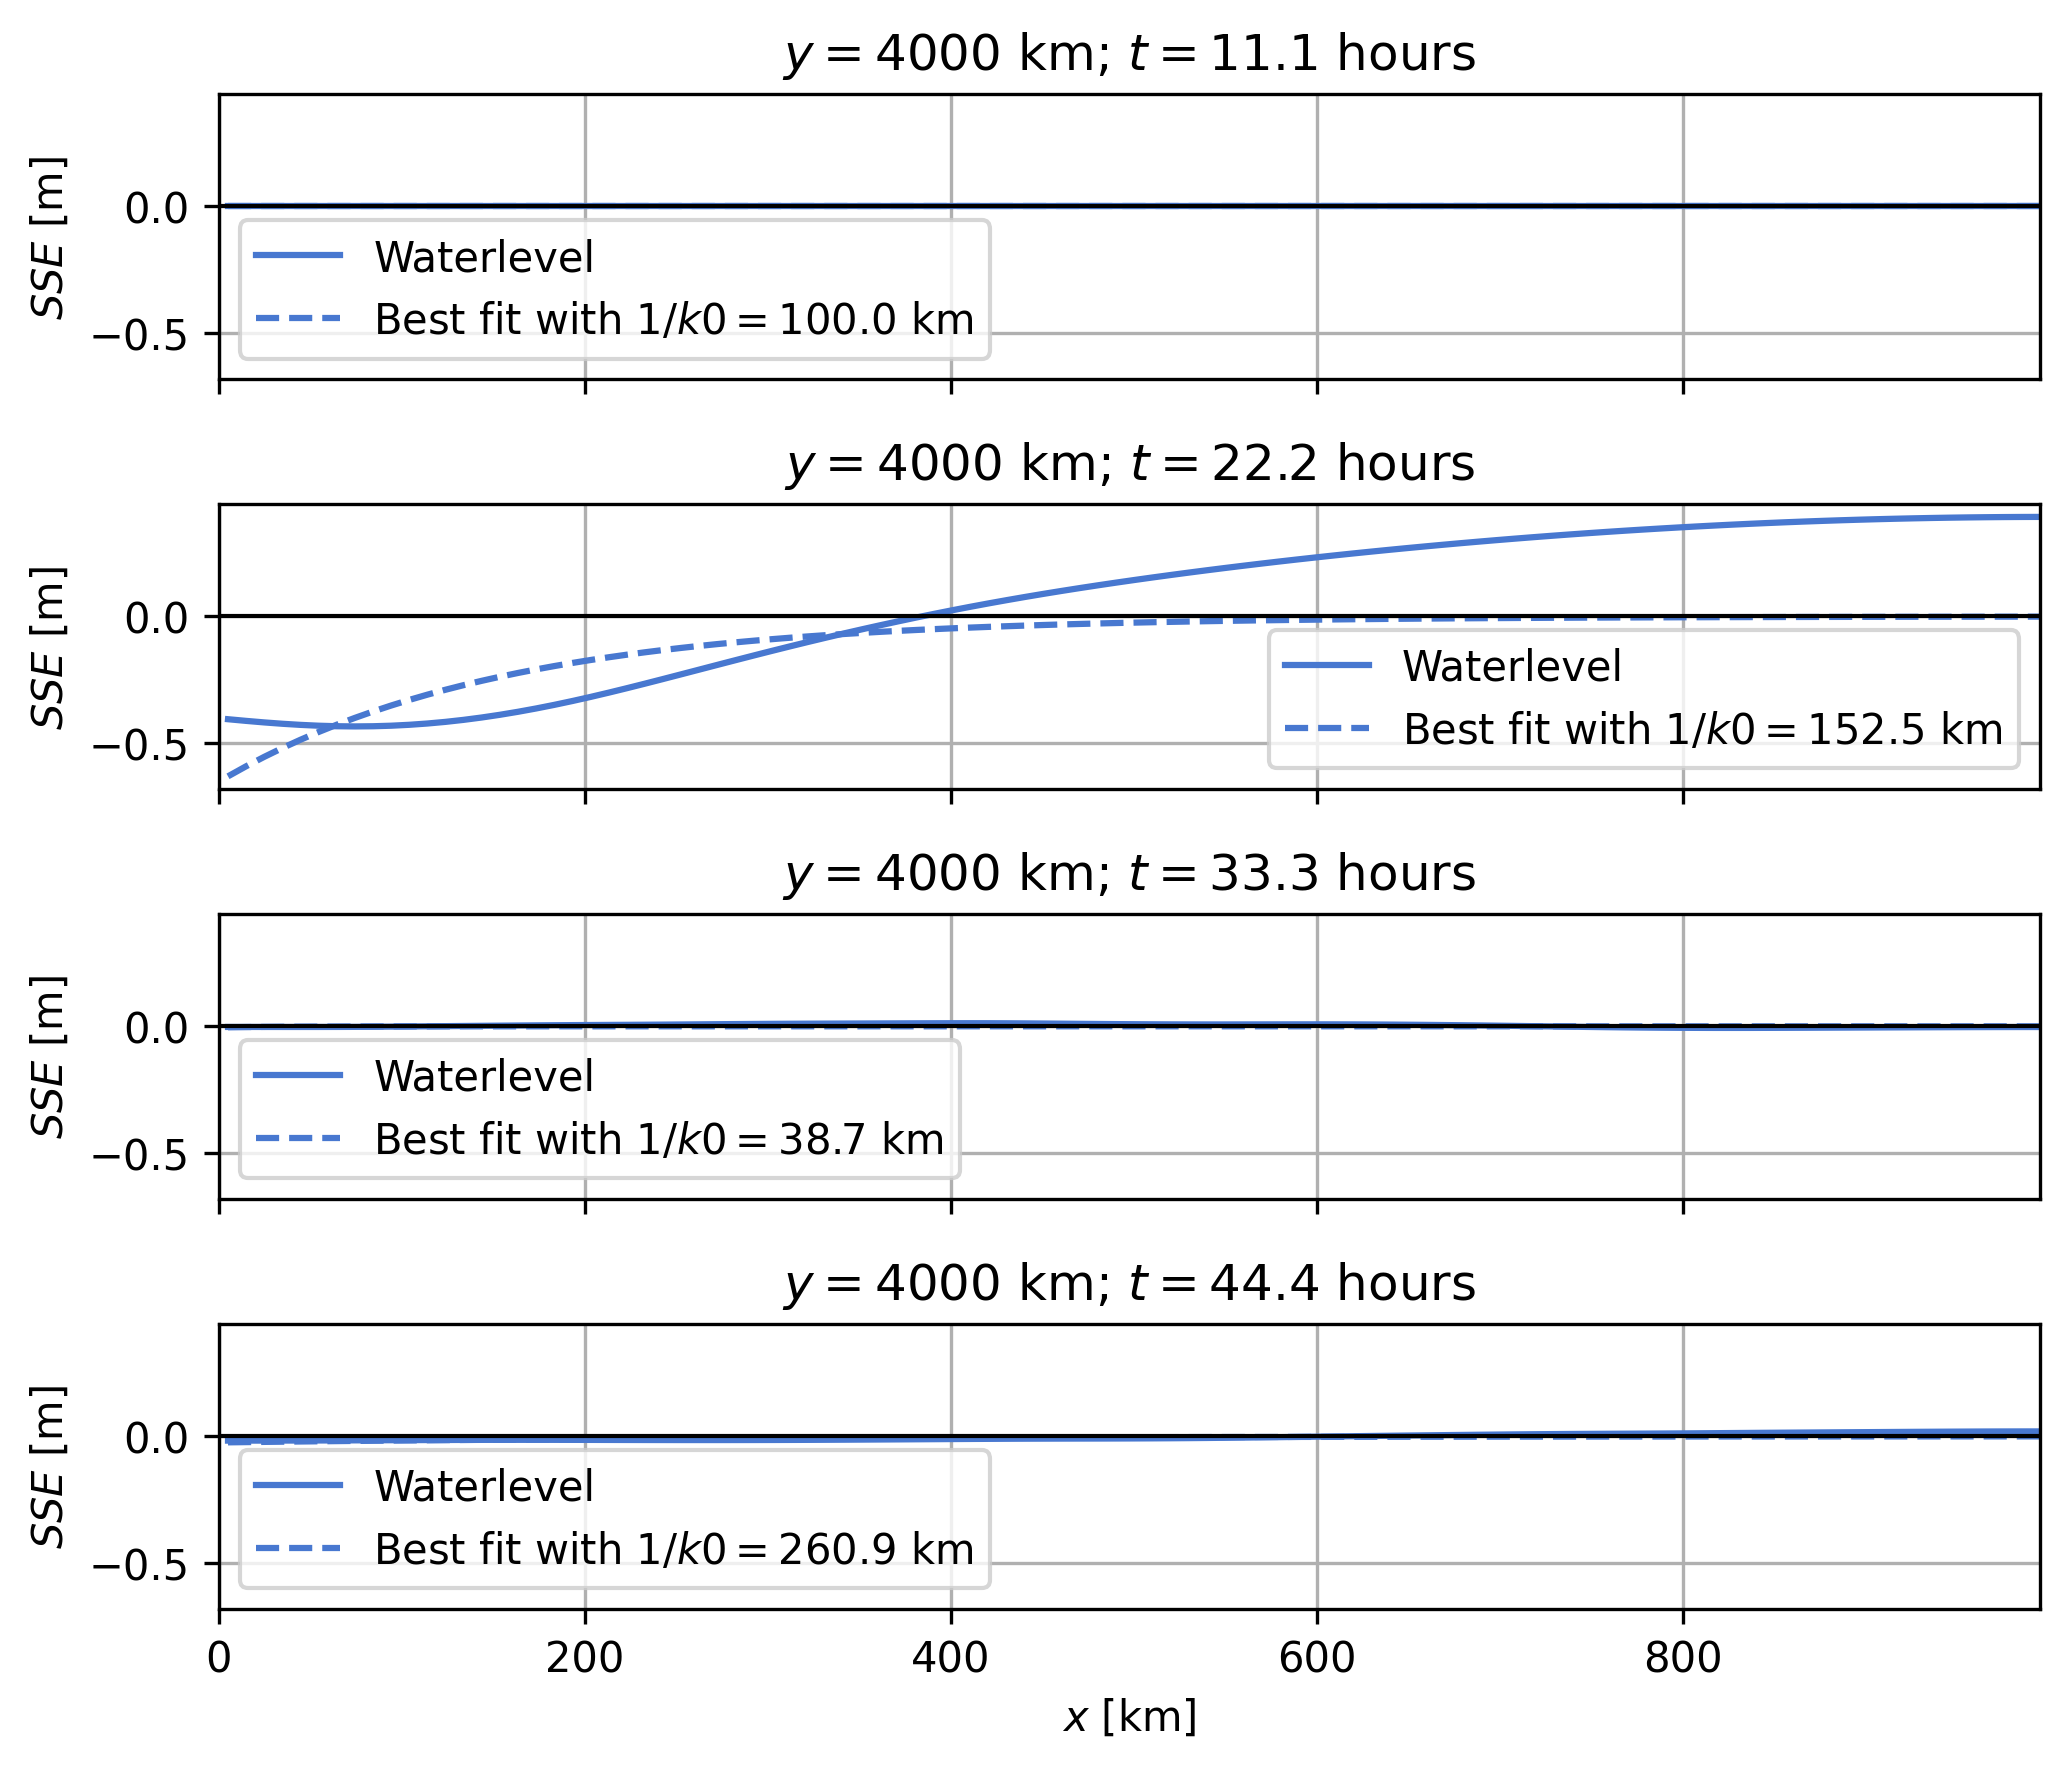 y = 4000 km; t = 11.1 hours
SSE [m]
0.0
−0.5
Waterlevel
Best fit with 1/k0 = 100.0 km
y = 4000 km; t = 22.2 hours
SSE [m]
0.0
−0.5
Waterlevel
Best fit with 1/k0 = 152.5 km
y = 4000 km; t = 33.3 hours
SSE [m]
0.0
−0.5
Waterlevel
Best fit with 1/k0 = 38.7 km
y = 4000 km; t = 44.4 hours
SSE [m]
0.0
−0.5
Waterlevel
Best fit with 1/k0 = 260.9 km
0 200 400 600 800
x [km]